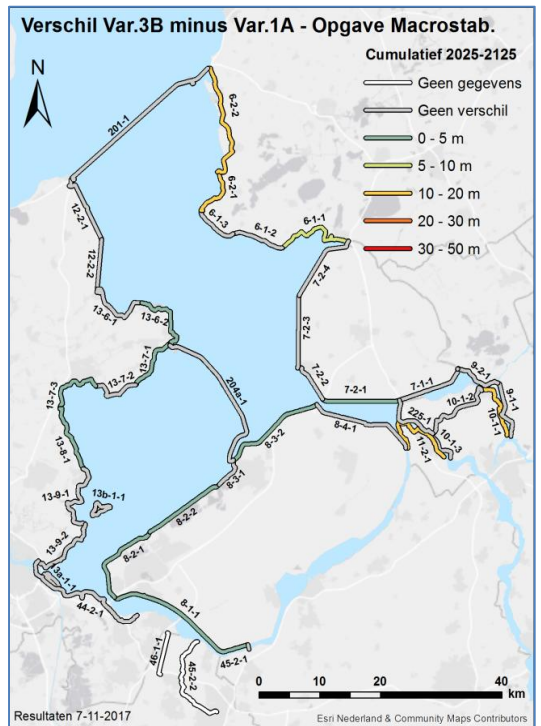 Verschil Var.3B minus Var.1A - Opgave Macrostab.
Cumulatief 2025-2125
N
Geen gegevens
Geen verschil
0 - 5 m
5 - 10 m
10 - 20 m
20 - 30 m
30 - 50 m
201-1
6-2-2
6-2-1
6-1-3
6-1-2
6-1-1
12-2-1
12-2-2
13-6-1
13-6-2
13-7-1
13-7-2
13-7-3
13-8-1
13-9-1
13b-1-1
13-9-2
13a-1-1
44-2-1
46-1-1
45-2-2
45-2-1
8-1-1
8-2-1
8-2-2
8-3-1
8-3-2
204a-1
7-2-4
7-2-3
7-2-2
7-2-1
8-4-1
7-1-1
9-2-1
9-1-1
10-1-2
10-1-1
225-1
10-1-3
11-2-1
0 10 20 40
km
Resultaten 7-11-2017
Esri Nederland & Community Maps Contributors